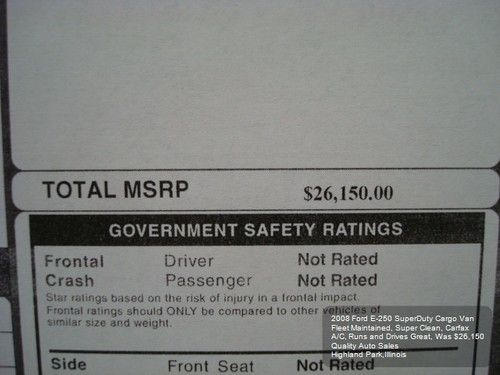 TOTAL MSRP $26,150.00
GOVERNMENT SAFETY RATINGS
Frontal Driver Not Rated
Crash Passenger Not Rated
Star ratings based on the risk of injury in a frontal impact.
Frontal ratings should ONLY be compared to other vehicles of
similar size and weight.
Side Front Seat Not Rated
2008 Ford E-250 SuperDuty Cargo Van
Fleet Maintained, Super Clean, Carfax
A/C, Runs and Drives Great, Was $26,150
Quality Auto Sales
Highland Park,Illinois